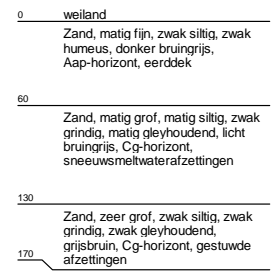 0 weiland
Zand, matig fijn, zwak siltig, zwak
humeus, donker bruingrijs,
Aap-horizont, eerddek
60
Zand, matig grof, matig siltig, zwak
grindig, matig gleyhoudend, licht
bruingrijs, Cg-horizont,
sneeuwsmeltwaterafzettingen
130
Zand, zeer grof, zwak siltig, zwak
grindig, zwak gleyhoudend,
grijsbruin, Cg-horizont, gestuwde
170 afzettingen